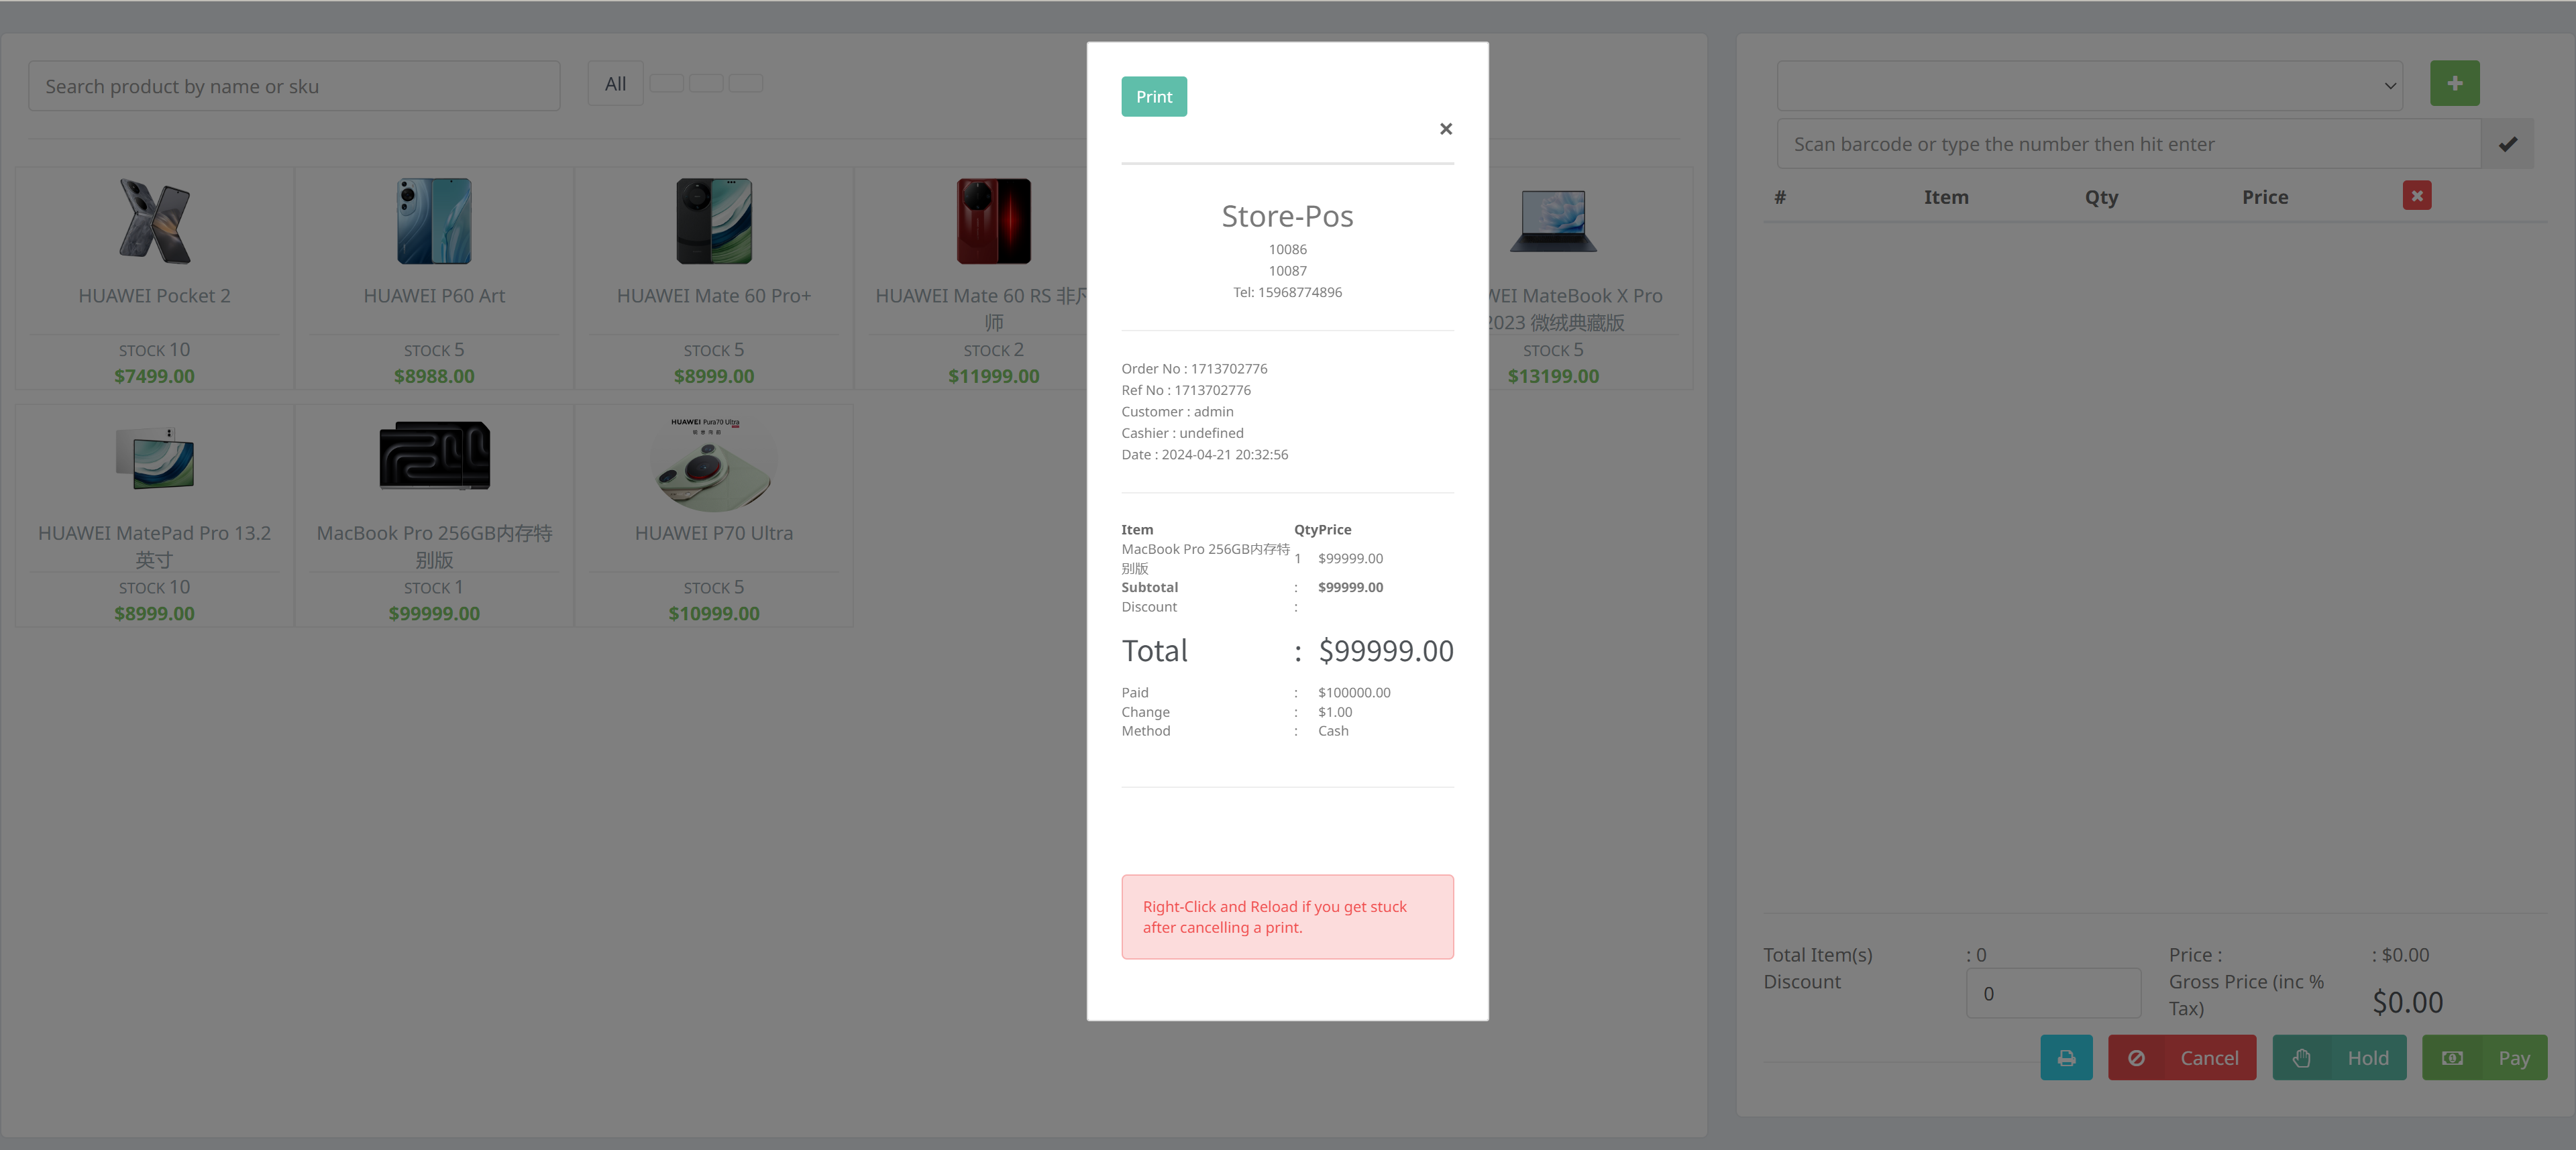 Search product by name or sku
All
HUAWEI Pocket 2
STOCK 10
$7499.00
HUAWEI P60 Art
STOCK 5
$8988.00
HUAWEI Mate 60 Pro+
STOCK 5
$8999.00
HUAWEI Mate 60 RS 非凡
师
STOCK 2
$11999.00
WEI MateBook X Pro
2023 微绒典藏版
STOCK 5
$13199.00
HUAWEI MatePad Pro 13.2
英寸
STOCK 10
$8999.00
MacBook Pro 256GB内存特
别版
STOCK 1
$99999.00
HUAWEI Pura70 Ultra
HUAWEI P70 Ultra
STOCK 5
$10999.00
Print
×
Store-Pos
10086
10087
Tel: 15968774896
Order No : 1713702776
Ref No : 1713702776
Customer : admin
Cashier : undefined
Date : 2024-04-21 20:32:56
Item QtyPrice
MacBook Pro 256GB内存特
别版 1 $99999.00
Subtotal : $99999.00
Discount :
Total : $99999.00
Paid : $100000.00
Change : $1.00
Method : Cash
Right-Click and Reload if you get stuck
after cancelling a print.
Scan barcode or type the number then hit enter
# Item Qty Price
Total Item(s) : 0 Price : : $0.00
Discount 0 Gross Price (inc %
Tax) $0.00
Cancel Hold Pay